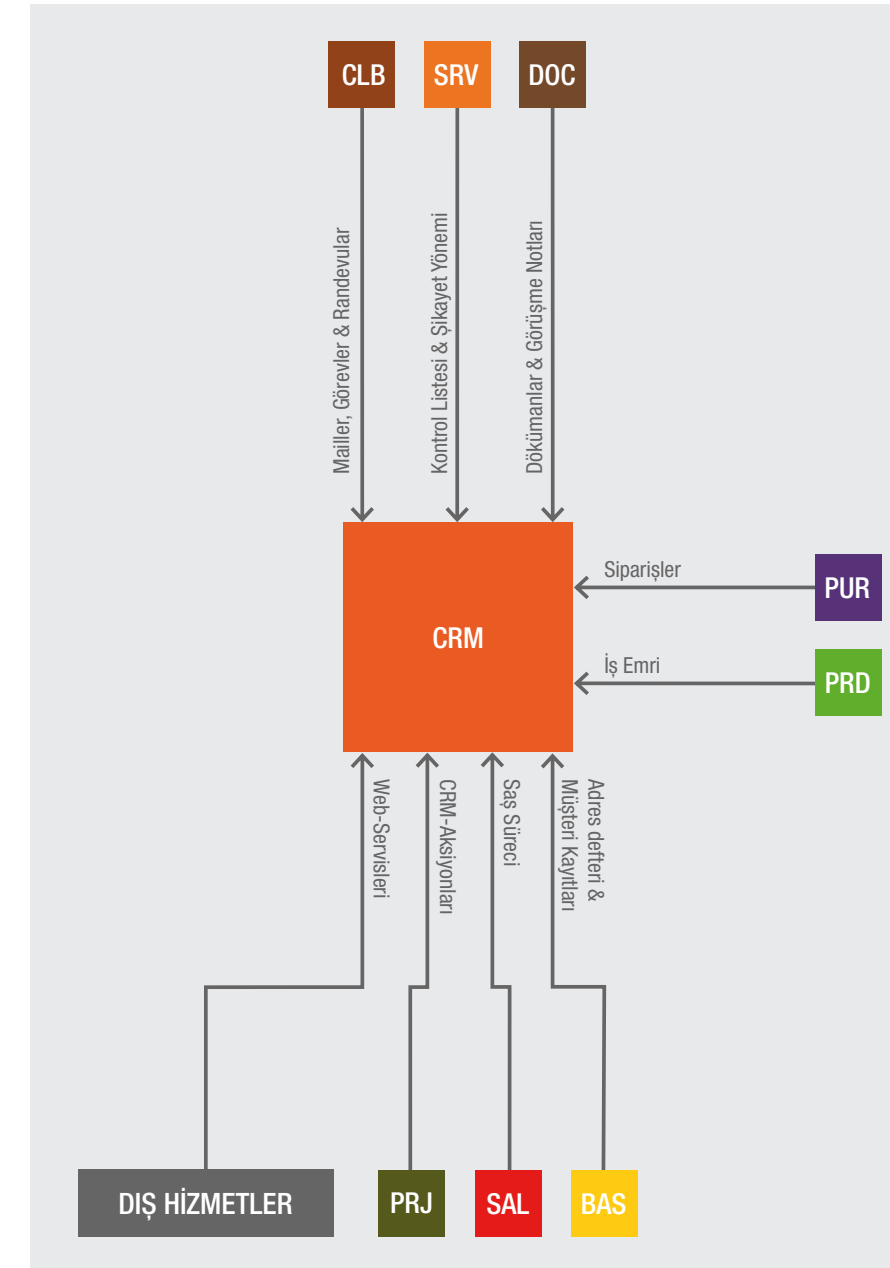 CLB
SRV
DOC
Mailler, Görevler & Randevular
Kontrol Listesi & Şikayet Yönemi
Dökümanlar & Görüşme Notları
CRM
Siparişler
PUR
İş Emri
PRD
Web-Servisleri
CRM-Aksiyonları
Saş Süreci
Adres defteri &
Müşteri Kayıtları
DIŞ HİZMETLER
PRJ
SAL
BAS